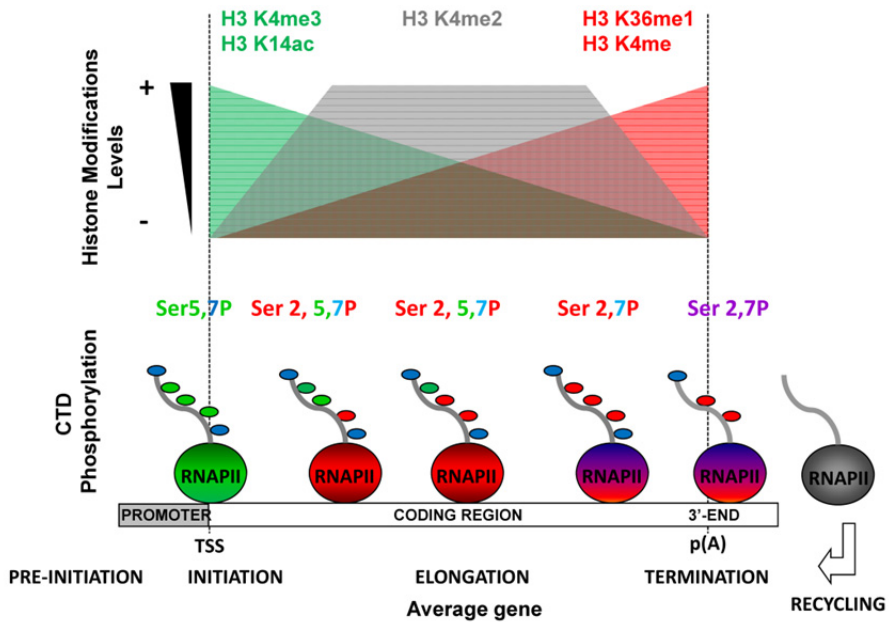 H3 K4me3
H3 K14ac
H3 K4me2
H3 K36me1
H3 K4me
Histone Modifications
Levels
+
-
Ser5,7P
Ser 2, 5,7P
Ser 2, 5,7P
Ser 2,7P
Ser 2,7P
CTD
Phosphorylation
RNAPII
RNAPII
RNAPII
RNAPII
RNAPII
RNAPII
PROMOTER
CODING REGION
3'-END
TSS
p(A)
PRE-INITIATION
INITIATION
ELONGATION
TERMINATION
RECYCLING
Average gene